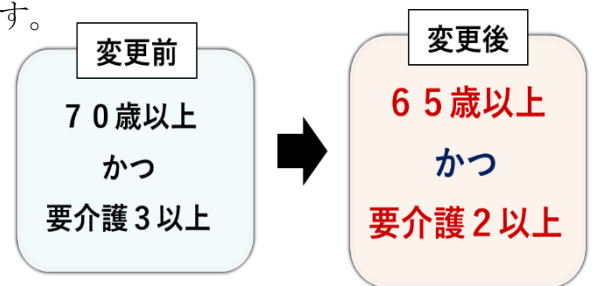 す。
変更前
７０歳以上
かつ
要介護３以上
変更後
６５歳以上
かつ
要介護２以上